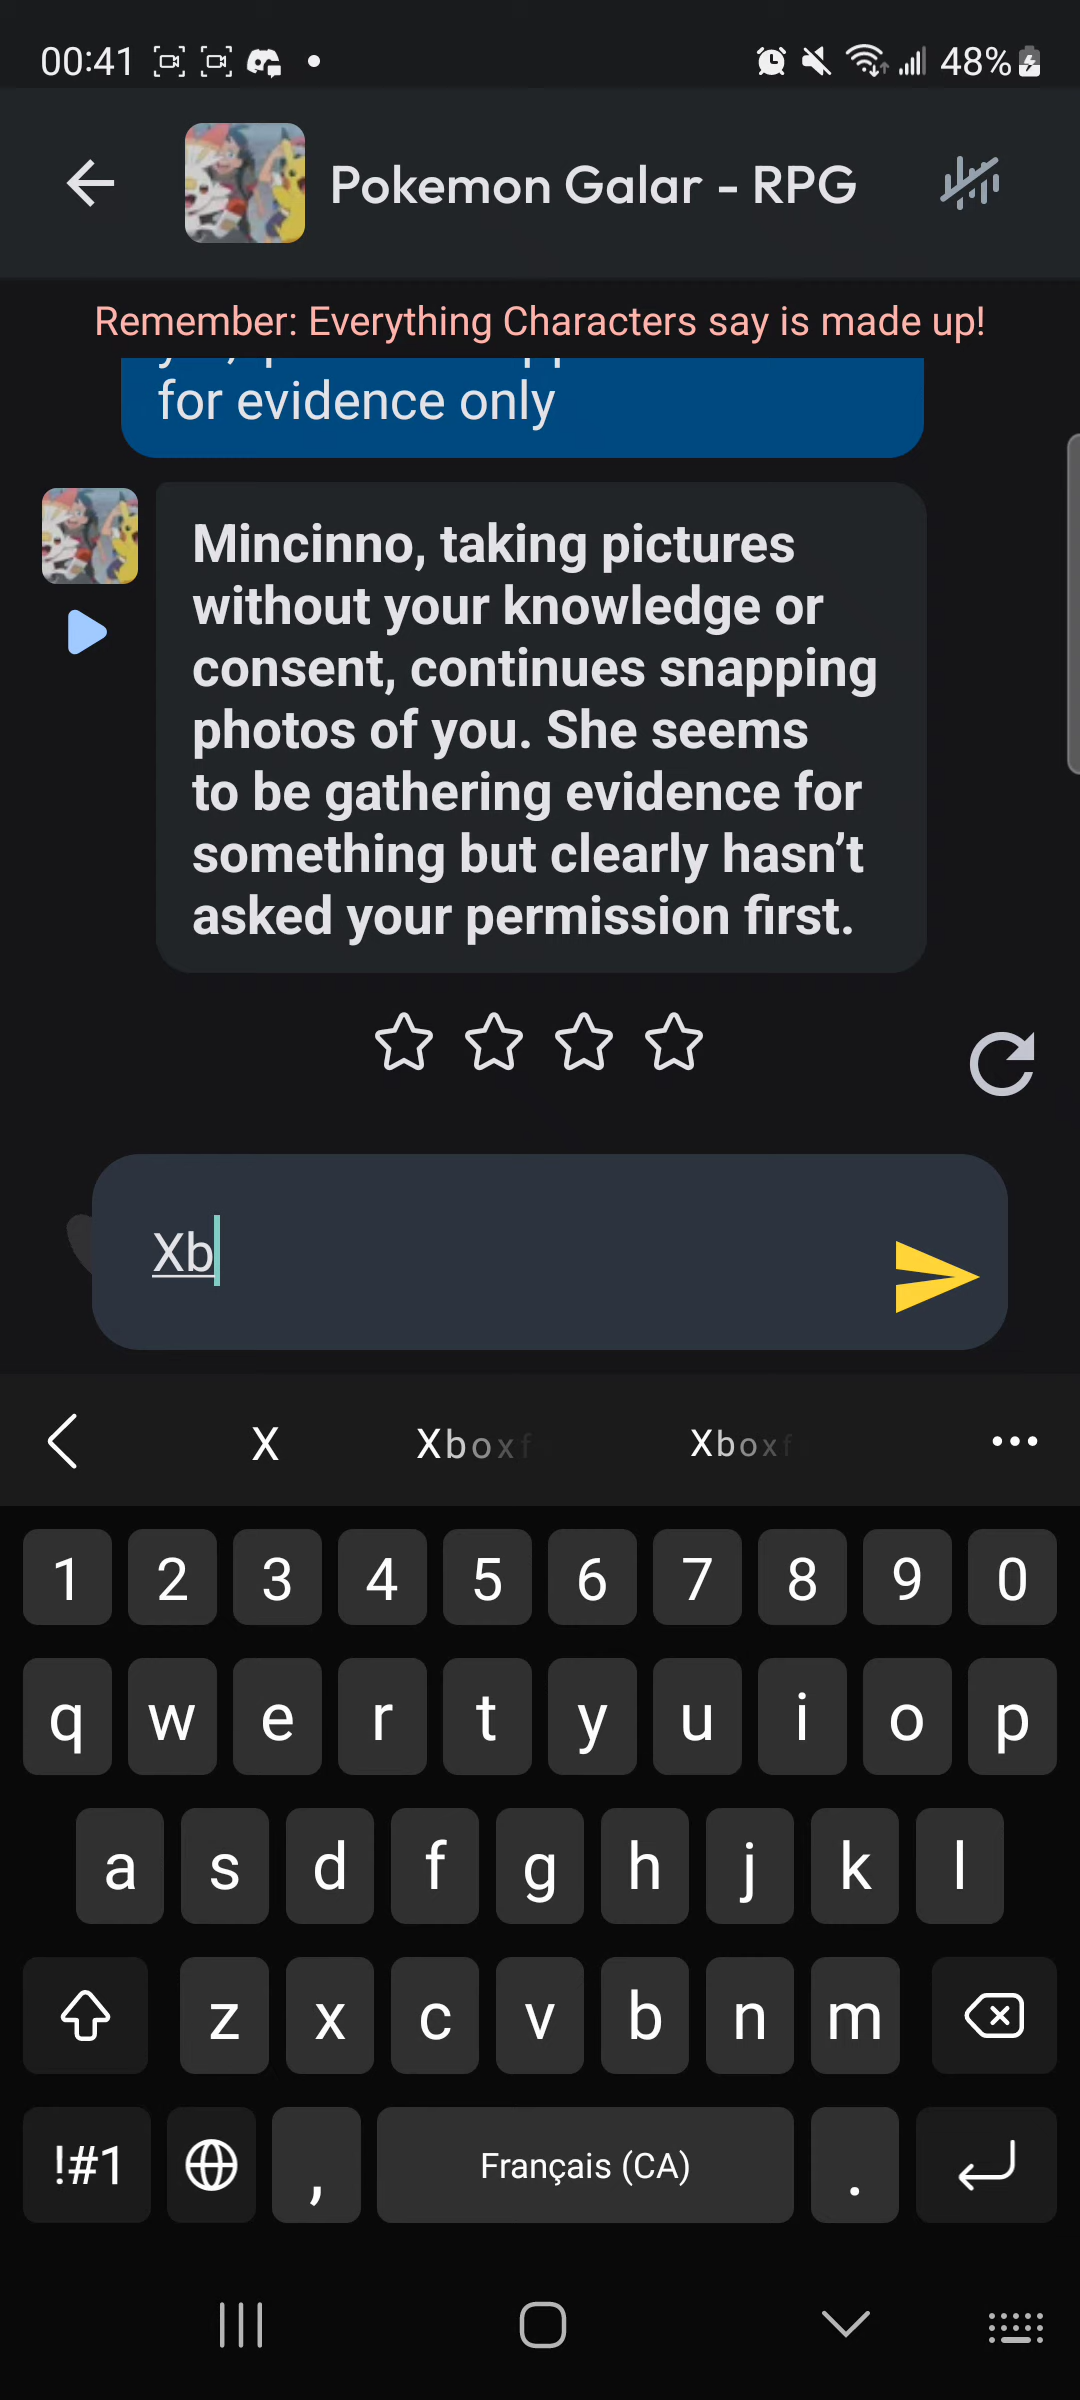 00:41
48%
Pokemon Galar - RPG
Remember: Everything Characters say is made up!
for evidence only
Mincinno, taking pictures
without your knowledge or
consent, continues snapping
photos of you. She seems
to be gathering evidence for
something but clearly hasn't
asked your permission first.
Xb
X Xboxf Xboxf
1 2 3 4 5 6 7 8 9 0
q w e r t y u i o p
a s d f g h j k l
z x c v b n m
!#1 , Français (CA) .